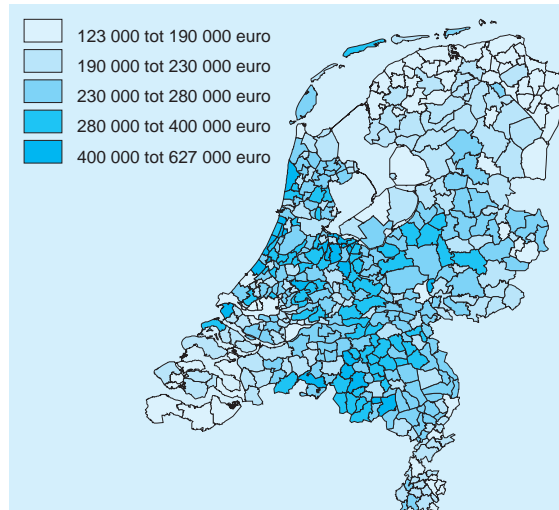 123 000 tot 190 000 euro
190 000 tot 230 000 euro
230 000 tot 280 000 euro
280 000 tot 400 000 euro
400 000 tot 627 000 euro